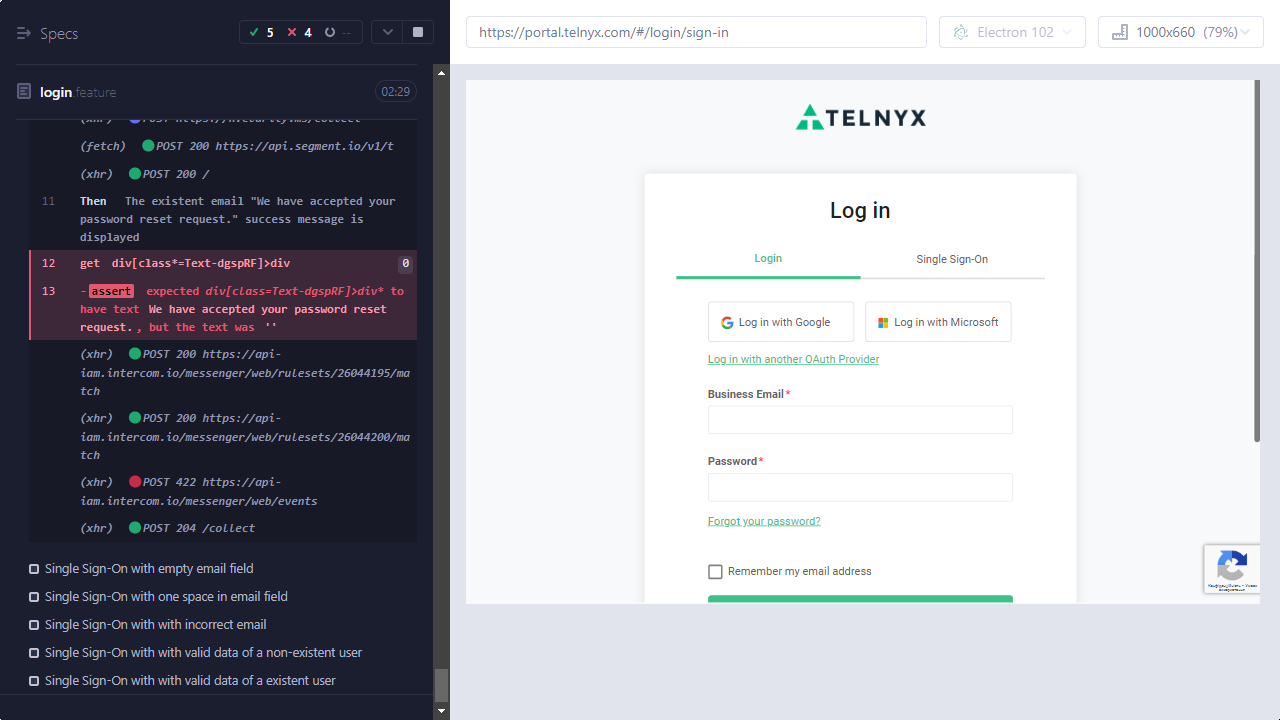 Specs
5 4 --
login.feature 02:29
(xhr) POST 
(fetch) POST 200 https://api.segment.io/v1/t
(xhr) POST 200 /
11 Then The existent email "We have accepted your
password reset request." success message is
displayed
12 get div[class*=Text-dgspRF]>div 0
13 -assert expected div[class=Text-dgspRF]>div* to
have text We have accepted your password reset
request., but the text was ''
(xhr) POST 200 https://api-
iam.intercom.io/messenger/web/rulesets/26044195/ma
tch
(xhr) POST 200 https://api-
iam.intercom.io/messenger/web/rulesets/26044200/ma
tch
(xhr) POST 422 https://api-
iam.intercom.io/messenger/web/events
(xhr) POST 204 /collect
Single Sign-On with empty email field
Single Sign-On with one space in email field
Single Sign-On with with incorrect email
Single Sign-On with with valid data of a non-existent user
Single Sign-On with with valid data of a existent user
https://portal.telnyx.com/#/login/sign-in
Electron 102
1000x660 (79%)
TELNYX
Log in
Login
Single Sign-On
Log in with Google
Log in with Microsoft
Log in with another OAuth Provider
Business Email*
Password*
Forgot your password?
Remember my email address